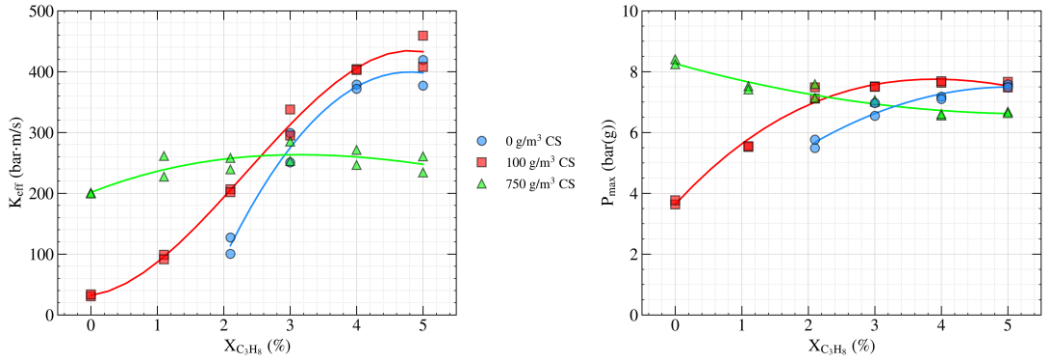 500
400
300
200
100
0
K_eff (bar·m/s)
0 1 2 3 4 5
X_C₃H₈ (%)
0 g/m³ CS
100 g/m³ CS
750 g/m³ CS
10
8
6
4
2
0
P_max (bar(g))
0 1 2 3 4 5
X_C₃H₈ (%)